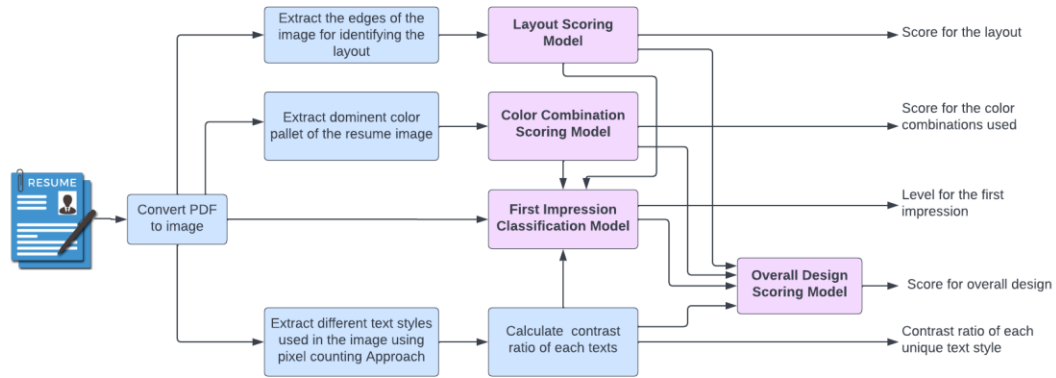 Extract the edges of the
image for identifying the
layout
Layout Scoring
Model
Score for the layout
Extract dominent color
pallet of the resume image
Color Combination
Scoring Model
Score for the color
combinations used
RESUME
Convert PDF
to image
First Impression
Classification Model
Level for the first
impression
Overall Design
Scoring Model
Score for overall design
Extract different text styles
used in the image using
pixel counting Approach
Calculate contrast
ratio of each texts
Contrast ratio of each
unique text style